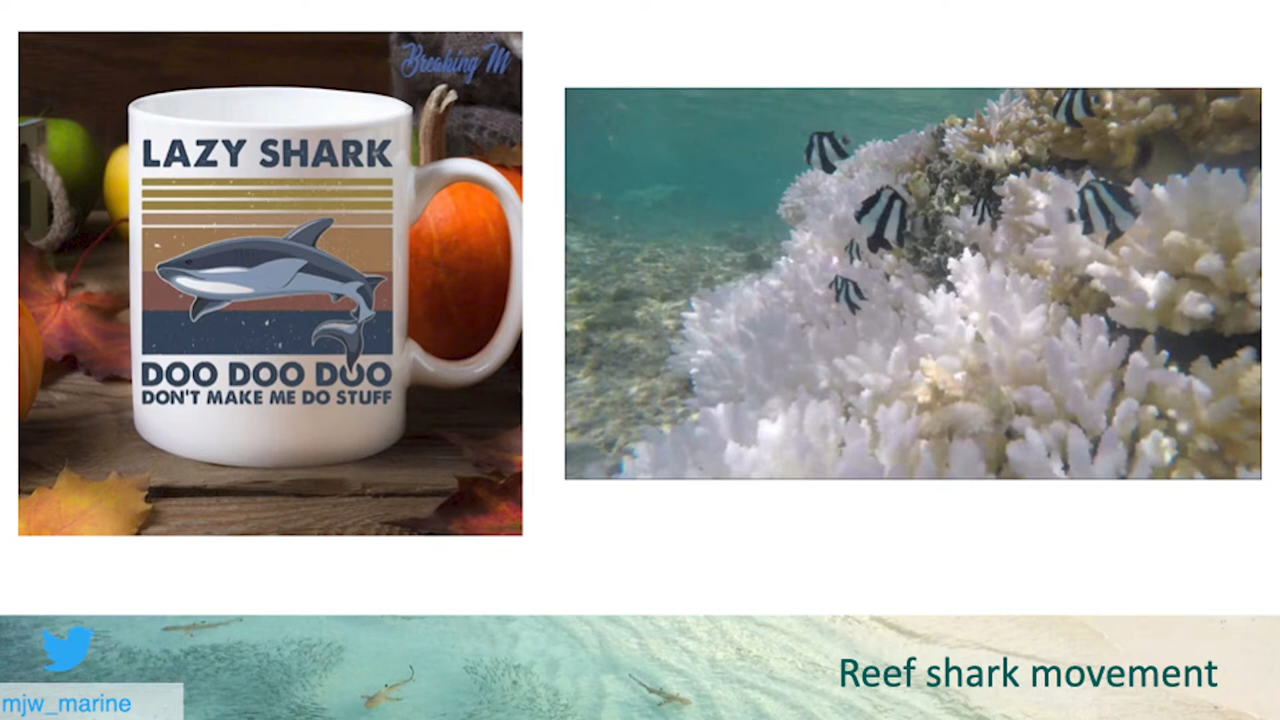 Breaking M
LAZY SHARK
DOO DOO DOO
DON'T MAKE ME DO STUFF
Reef shark movement
mjw_marine